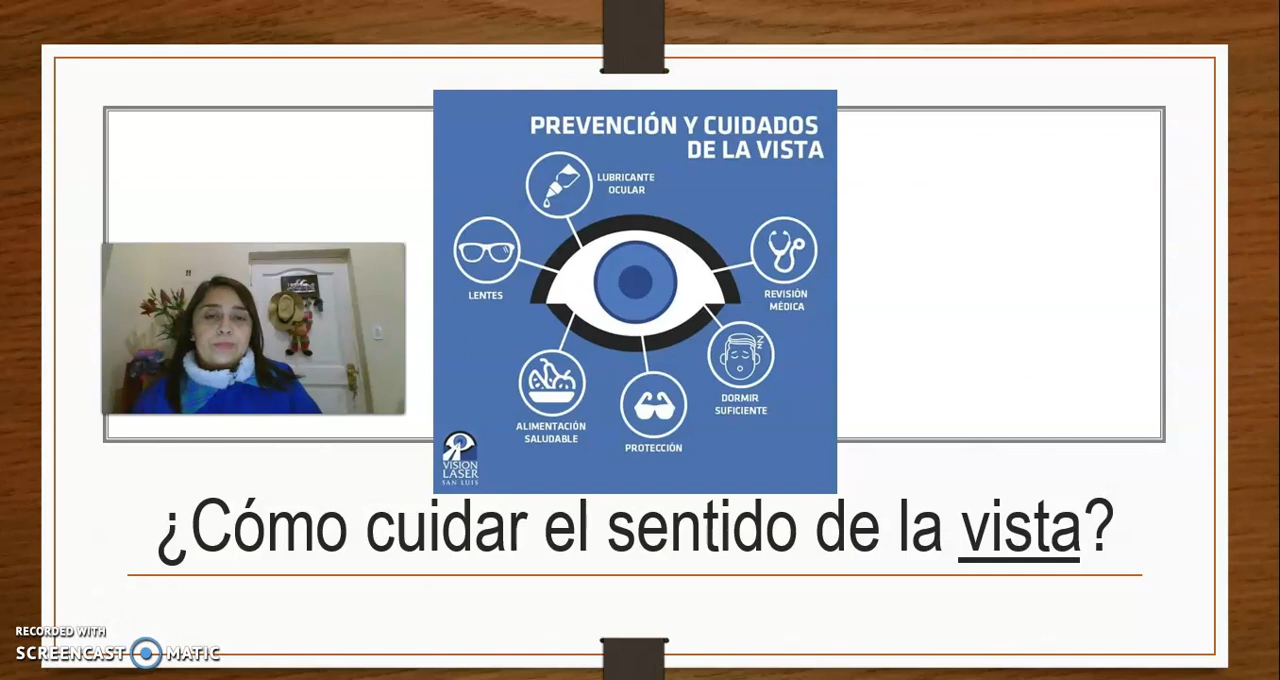 PREVENCIÓN Y CUIDADOS
DE LA VISTA
LUBRICANTE
OCULAR
LENTES
REVISIÓN
MÉDICA
DORMIR
SUFICIENTE
ALIMENTACIÓN
SALUDABLE
PROTECCIÓN
VISION
LASER
SAN LUIS
¿Cómo cuidar el sentido de la vista?
RECORDED WITH
SCREENCAST MATIC